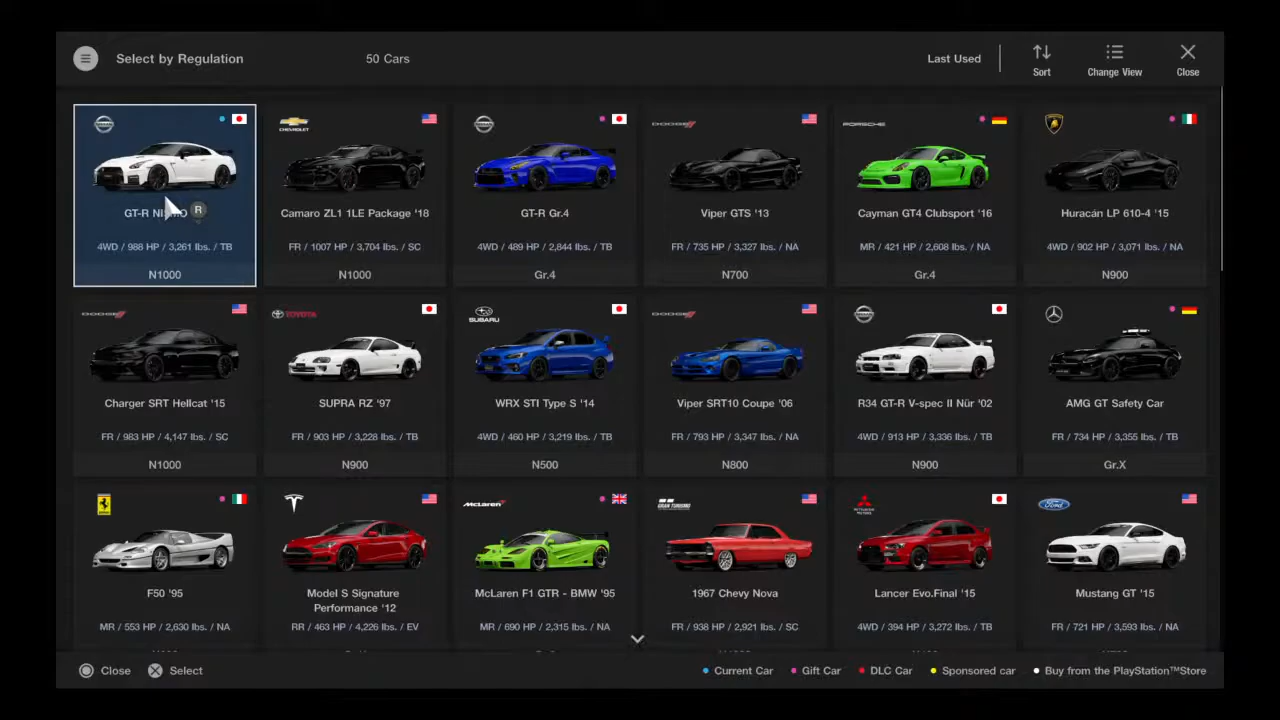 Select by Regulation
50 Cars
Last Used
Sort
Change View
Close
CHEVROLET
PORSCHE
R
GT-R NISMO
Camaro ZL1 1LE Package '18
GT-R Gr.4
Viper GTS '13
Cayman GT4 Clubsport '16
Huracán LP 610-4 '15
4WD / 988 HP / 3,261 lbs. / TB
FR / 1007 HP / 3,704 lbs. / SC
4WD / 489 HP / 2,844 lbs. / TB
FR / 735 HP / 3,327 lbs. / NA
MR / 421 HP / 2,608 lbs. / NA
4WD / 902 HP / 3,071 lbs. / NA
N1000
N1000
Gr.4
N700
Gr.4
N900
TOYOTA
SUBARU
Charger SRT Hellcat '15
SUPRA RZ '97
WRX STI Type S '14
Viper SRT10 Coupe '06
R34 GT-R V-spec II Nür '02
AMG GT Safety Car
FR / 983 HP / 4,147 lbs. / SC
FR / 903 HP / 3,228 lbs. / TB
4WD / 460 HP / 3,219 lbs. / TB
FR / 793 HP / 3,347 lbs. / NA
4WD / 913 HP / 3,336 lbs. / TB
FR / 734 HP / 3,355 lbs. / TB
N1000
N900
N500
N800
N900
Gr.X
McLaren
GRAN TURISMO
MITSUBISHI MOTORS
Ford
F50 '95
Model S Signature
Performance '12
McLaren F1 GTR - BMW '95
1967 Chevy Nova
Lancer Evo.Final '15
Mustang GT '15
MR / 553 HP / 2,630 lbs. / NA
RR / 463 HP / 4,226 lbs. / EV
MR / 690 HP / 2,315 lbs. / NA
FR / 938 HP / 2,921 lbs. / SC
4WD / 394 HP / 3,272 lbs. / TB
FR / 721 HP / 3,593 lbs. / NA
Close
Select
Current Car
Gift Car
DLC Car
Sponsored car
Buy from the PlayStation™Store